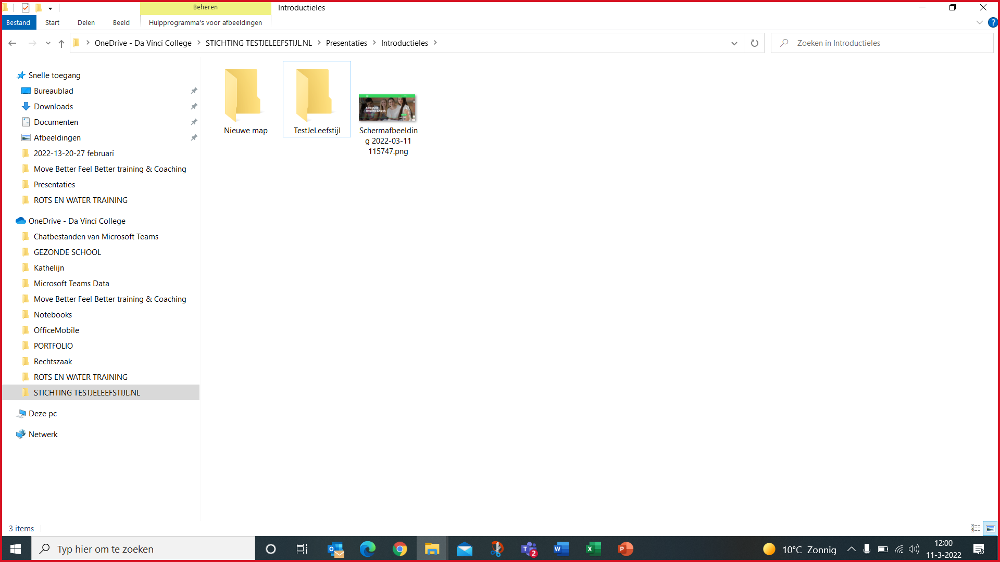 Beheren
Introductieles
Bestand
Start
Delen
Beeld
Hulpprogramma's voor afbeeldingen
?
OneDrive - Da Vinci College
STICHTING TESTJELEEFSTIJL.NL
Presentaties
Introductieles
Zoeken in Introductieles
Snelle toegang
Bureaublad
Downloads
Documenten
Afbeeldingen
2022-13-20-27 februari
Move Better Feel Better training & Coaching
Presentaties
ROTS EN WATER TRAINING
OneDrive - Da Vinci College
Chatbestanden van Microsoft Teams
GEZONDE SCHOOL
Kathelijn
Microsoft Teams Data
Move Better Feel Better training & Coaching
Notebooks
OfficeMobile
PORTFOLIO
Rechtszaak
ROTS EN WATER TRAINING
STICHTING TESTJELEEFSTIJL.NL
Deze pc
Netwerk
Nieuwe map
TestJeLeefstijl
Lifestyle
Reality Check
Schermafbeeldin
g 2022-03-11
115747.png
3 items
Typ hier om te zoeken
10°C Zonnig
12:00
11-3-2022
2